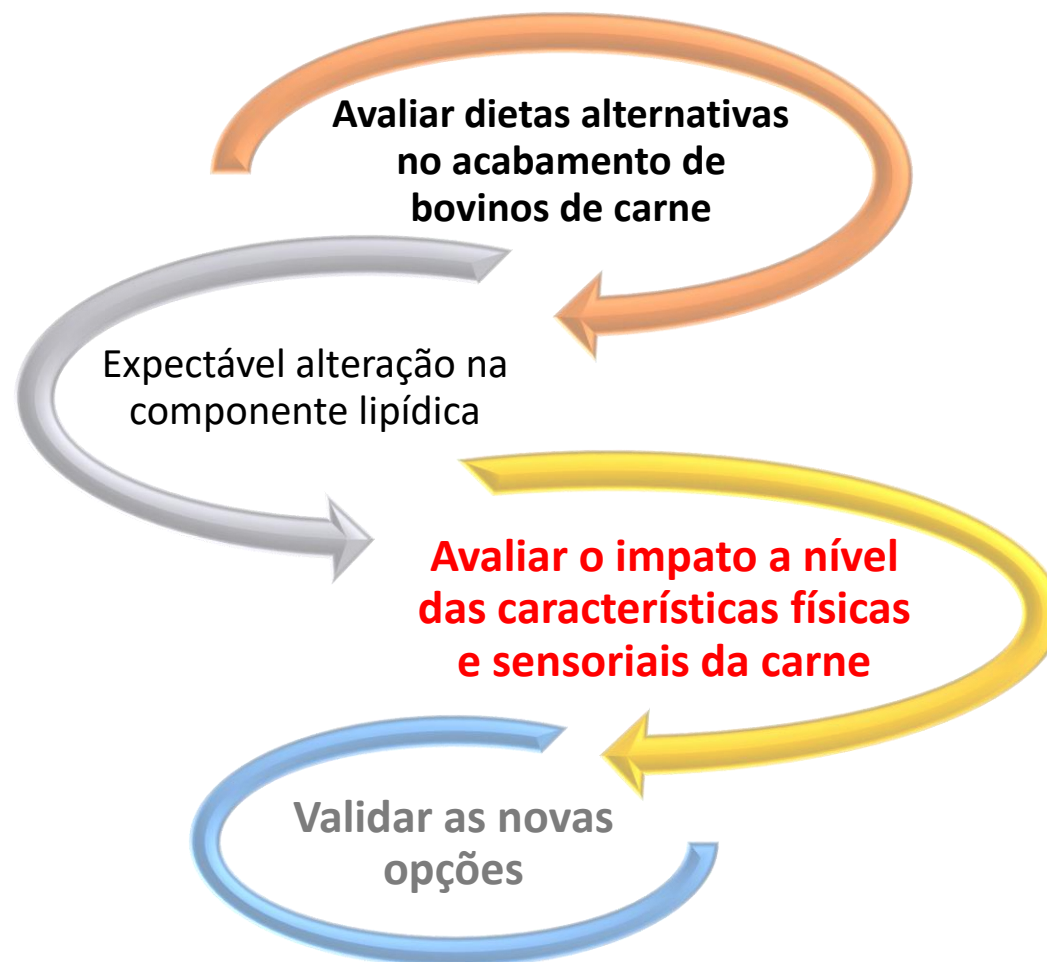 Avaliar dietas alternativas
no acabamento de
bovinos de carne
Expectável alteração na
componente lipídica
Avaliar o impato a nível
das características físicas
e sensoriais da carne
Validar as novas
opções